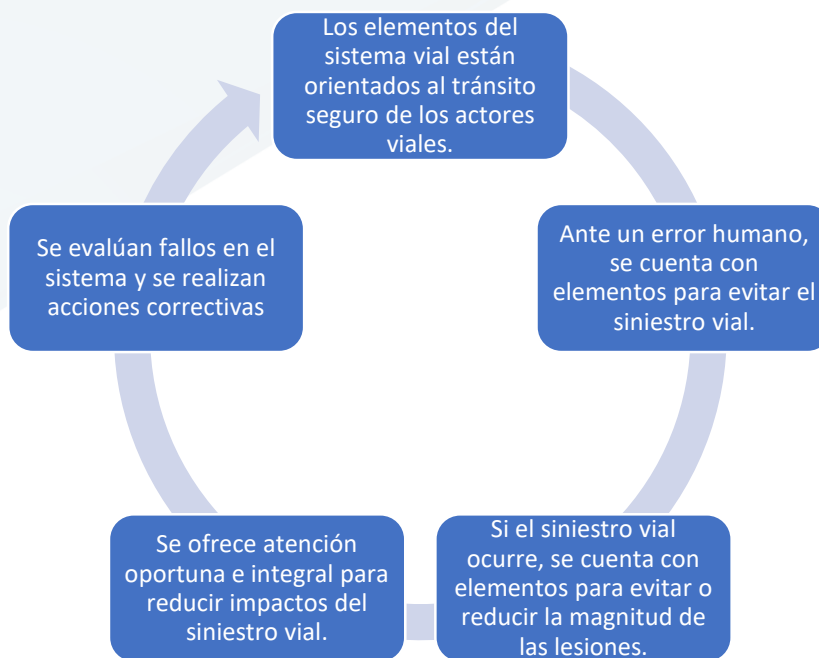 Los elementos del
sistema vial están
orientados al tránsito
seguro de los actores
viales.
Ante un error humano,
se cuenta con
elementos para evitar el
siniestro vial.
Si el siniestro vial
ocurre, se cuenta con
elementos para evitar o
reducir la magnitud de
las lesiones.
Se ofrece atención
oportuna e integral para
reducir impactos del
siniestro vial.
Se evalúan fallos en el
sistema y se realizan
acciones correctivas